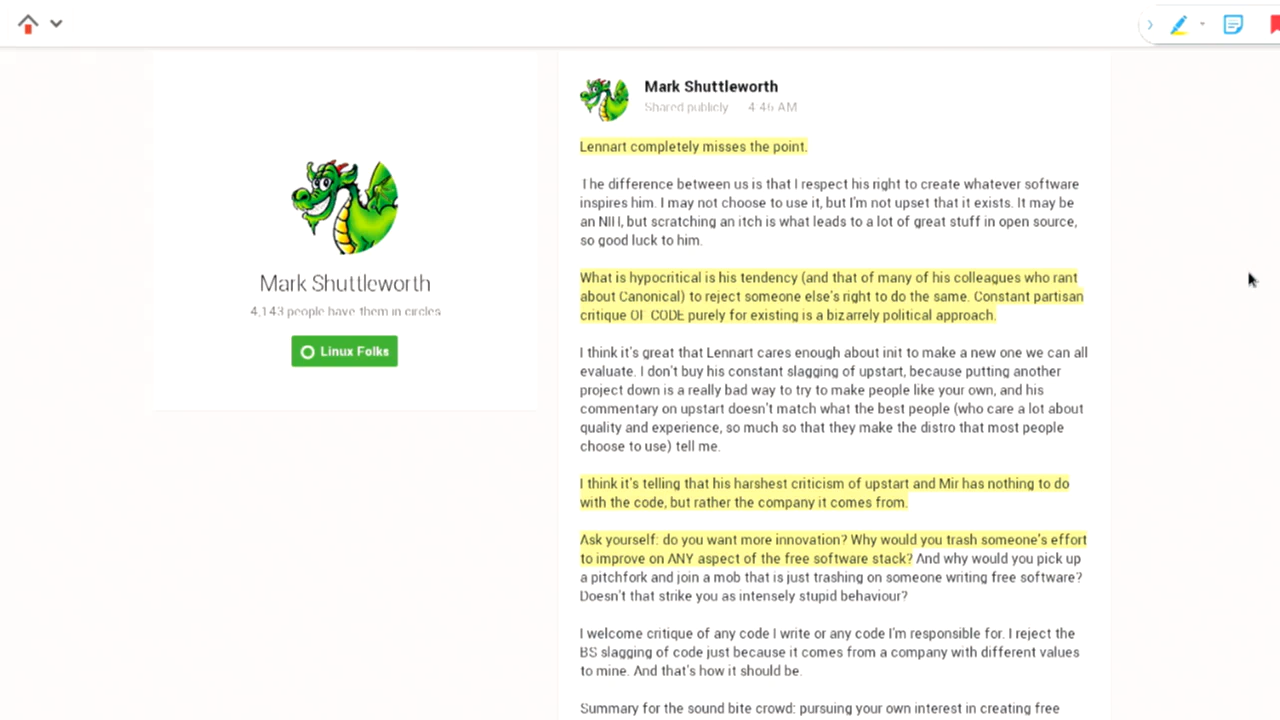 Mark Shuttleworth
Shared publicly 4:46 AM
Lennart completely misses the point.
The difference between us is that I respect his right to create whatever software
inspires him. I may not choose to use it, but I'm not upset that it exists. It may be
an NIH, but scratching an itch is what leads to a lot of great stuff in open source,
so good luck to him.
What is hypocritical is his tendency (and that of many of his colleagues who rant
about Canonical) to reject someone else's right to do the same. Constant partisan
critique OF CODE purely for existing is a bizarrely political approach.
I think it's great that Lennart cares enough about init to make a new one we can all
evaluate. I don't buy his constant slagging of upstart, because putting another
project down is a really bad way to try to make people like your own, and his
commentary on upstart doesn't match what the best people (who care a lot about
quality and experience, so much so that they make the distro that most people
choose to use) tell me.
I think it's telling that his harshest criticism of upstart and Mir has nothing to do
with the code, but rather the company it comes from.
Ask yourself: do you want more innovation? Why would you trash someone's effort
to improve on ANY aspect of the free software stack? And why would you pick up
a pitchfork and join a mob that is just trashing on someone writing free software?
Doesn't that strike you as intensely stupid behaviour?
I welcome critique of any code I write or any code I'm responsible for. I reject the
BS slagging of code just because it comes from a company with different values
to mine. And that's how it should be.
Summary for the sound bite crowd: pursuing your own interest in creating free
Mark Shuttleworth
4,143 people have them in circles
Linux Folks